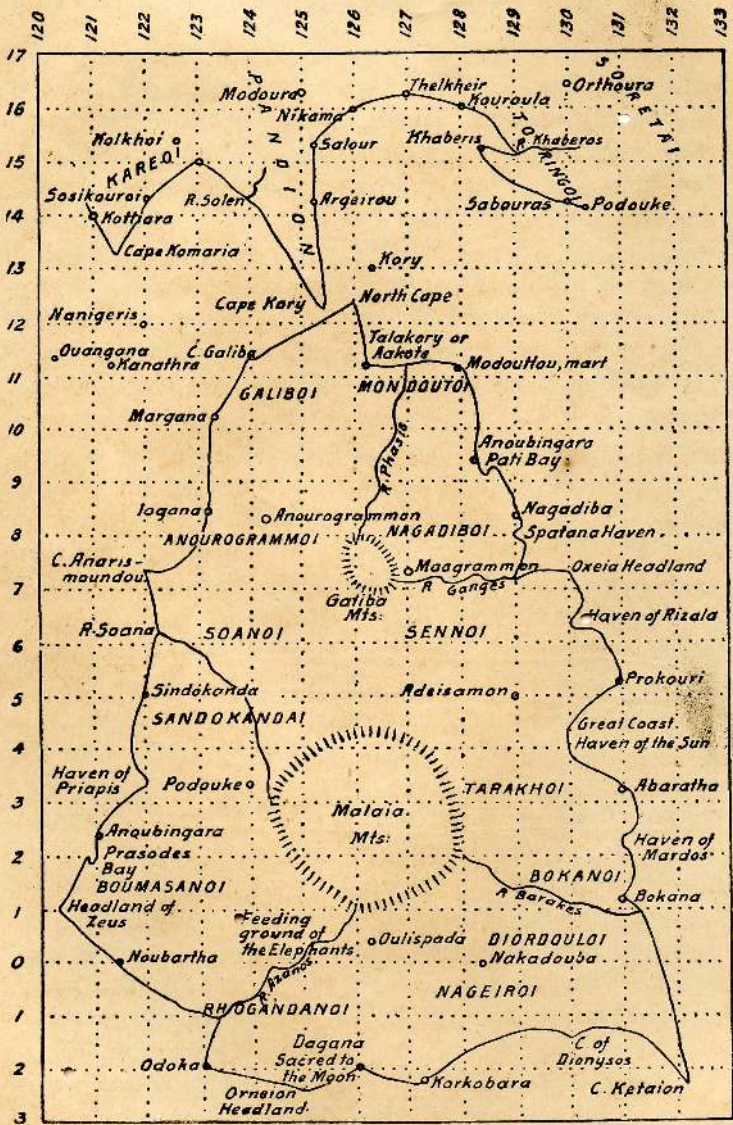 120 121 122 123 124 125 126 127 128 129 130 131 132 133
17
16
15
14
13
12
11
10
9
8
7
6
5
4
3
2
1
0
1
2
3
Modoura
PANDION
Nikama
Thelkheir
Kouroula
Orthoura
SORETAI
Kolkhoi
KAREOI
Salour
Khaberis
R. Khaberos
TORINGOI
Sosikouroi
Kottiara
R. Solen
Argeirou
Sabouras
Podouke
Cape Komaria
Kory
Cape Kory
North Cape
Nanigeris
Ouangana
Kanathra
C. Galiba
Talakory or
Aakote
Modouttou, mart
GALIBOI
MONDOUTOI
Margana
R. Phasis
Anoubingara
Pati Bay
Iogana
Anourogrammon
Nagadiba
ANOUROGRAMMOI
NAGADIBOI
Spatana Haven
C. Anaris-
moundou
Maagrammon
Oxeia Headland
R Ganges
Galiba
Mts:
Haven of Rizala
R. Soana
SOANOI
SENNOI
Sindokanda
Adeisamon
Prokouri
SANDOKANDAI
Great Coast
Haven of the Sun
Haven of
Priapis
Podouke
TARAKHOI
Abaratha
Malaia
Mts:
Anoubingara
Prasodes
Bay
Haven of
Mardos
BOUMASANOI
BOKANOI
R Barakes
Bokana
Headland of
Zeus
Feeding
ground of
the Elephants
Oulispada
DIORDOULOI
Noubartha
R. Azanos
Nakadouba
NAGEIROI
RHOGANDANOI
Dagana
Sacred to
the Moon
C of
Dionysos
Odoka
Korkobara
C. Ketaion
Orneion
Headland